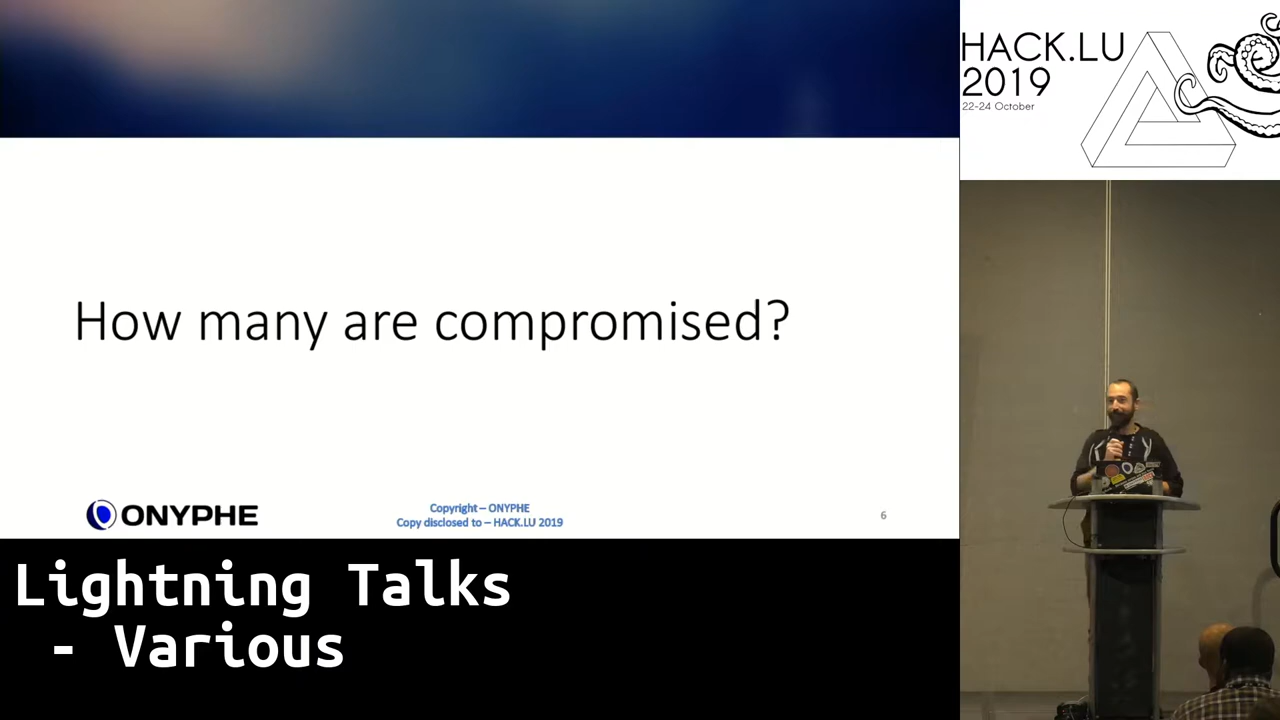 How many are compromised?
ONYPHE
Copyright – ONYPHE
Copy disclosed to – HACK.LU 2019
6
HACK.LU
2019
22-24 October
Lightning Talks
- Various